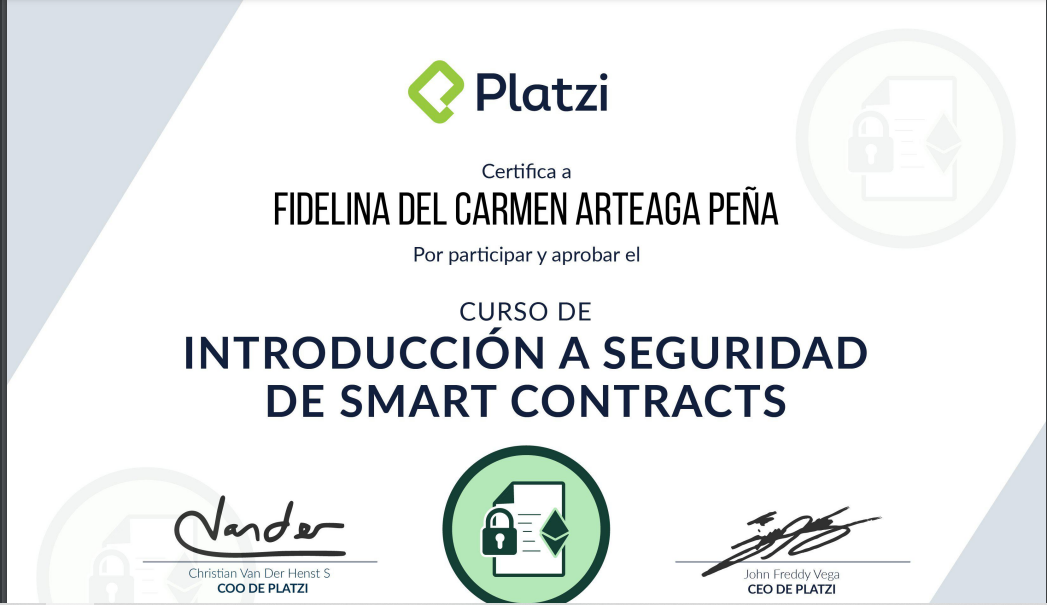 Platzi
Certifica a
FIDELINA DEL CARMEN ARTEAGA PEÑA
Por participar y aprobar el
CURSO DE
INTRODUCCIÓN A SEGURIDAD
DE SMART CONTRACTS
Vander
Christian Van Der Henst S
COO DE PLATZI
John Freddy Vega
CEO DE PLATZI